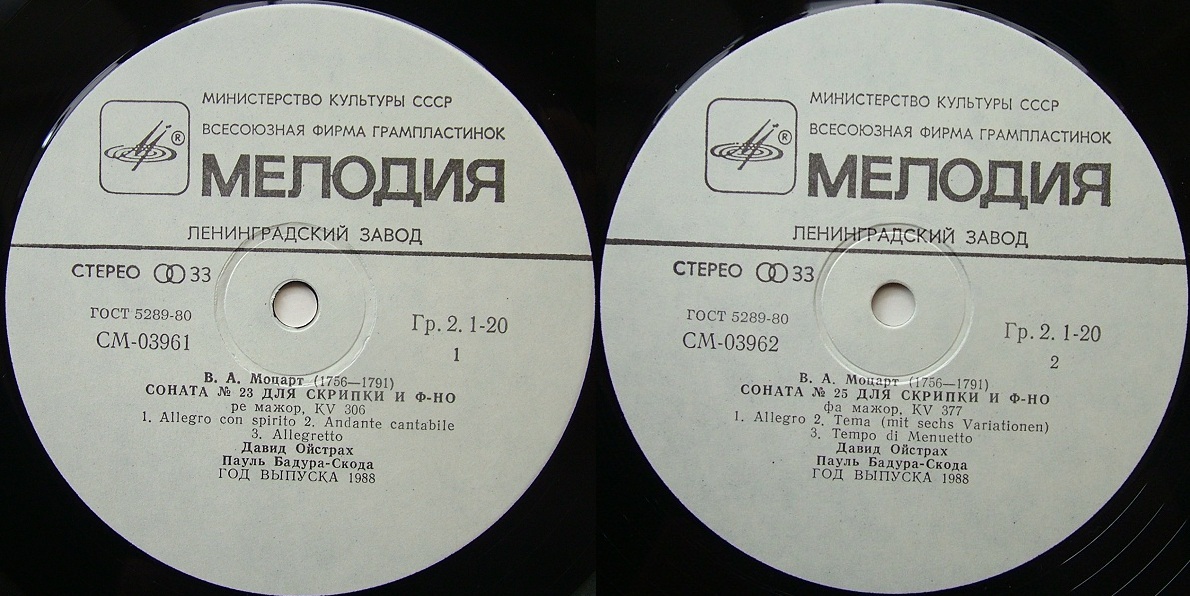 МИНИСТЕРСТВО КУЛЬТУРЫ СССР
ВСЕСОЮЗНАЯ ФИРМА ГРАМПЛАСТИНОК
®
МЕЛОДИЯ
ЛЕНИНГРАДСКИЙ ЗАВОД
СТЕРЕО 33
ГОСТ 5289-80
СМ-03961
Гр. 2. 1-20
1
В. А. Моцарт (1756—1791)
СОНАТА № 23 ДЛЯ СКРИПКИ И Ф-НО
ре мажор, KV 306
1. Allegro con spirito 2. Andante cantabile
3. Allegretto
Давид Ойстрах
Пауль Бадура-Скода
ГОД ВЫПУСКА 1988
МИНИСТЕРСТВО КУЛЬТУРЫ СССР
ВСЕСОЮЗНАЯ ФИРМА ГРАМПЛАСТИНОК
®
МЕЛОДИЯ
ЛЕНИНГРАДСКИЙ ЗАВОД
СТЕРЕО 33
ГОСТ 5289-80
СМ-03962
Гр. 2. 1-20
2
В. А. Моцарт (1756—1791)
СОНАТА № 25 ДЛЯ СКРИПКИ И Ф-НО
фа мажор, KV 377
1. Allegro 2. Tema (mit sechs Variationen)
3. Tempo di Menuetto
Давид Ойстрах
Пауль Бадура-Скода
ГОД ВЫПУСКА 1988